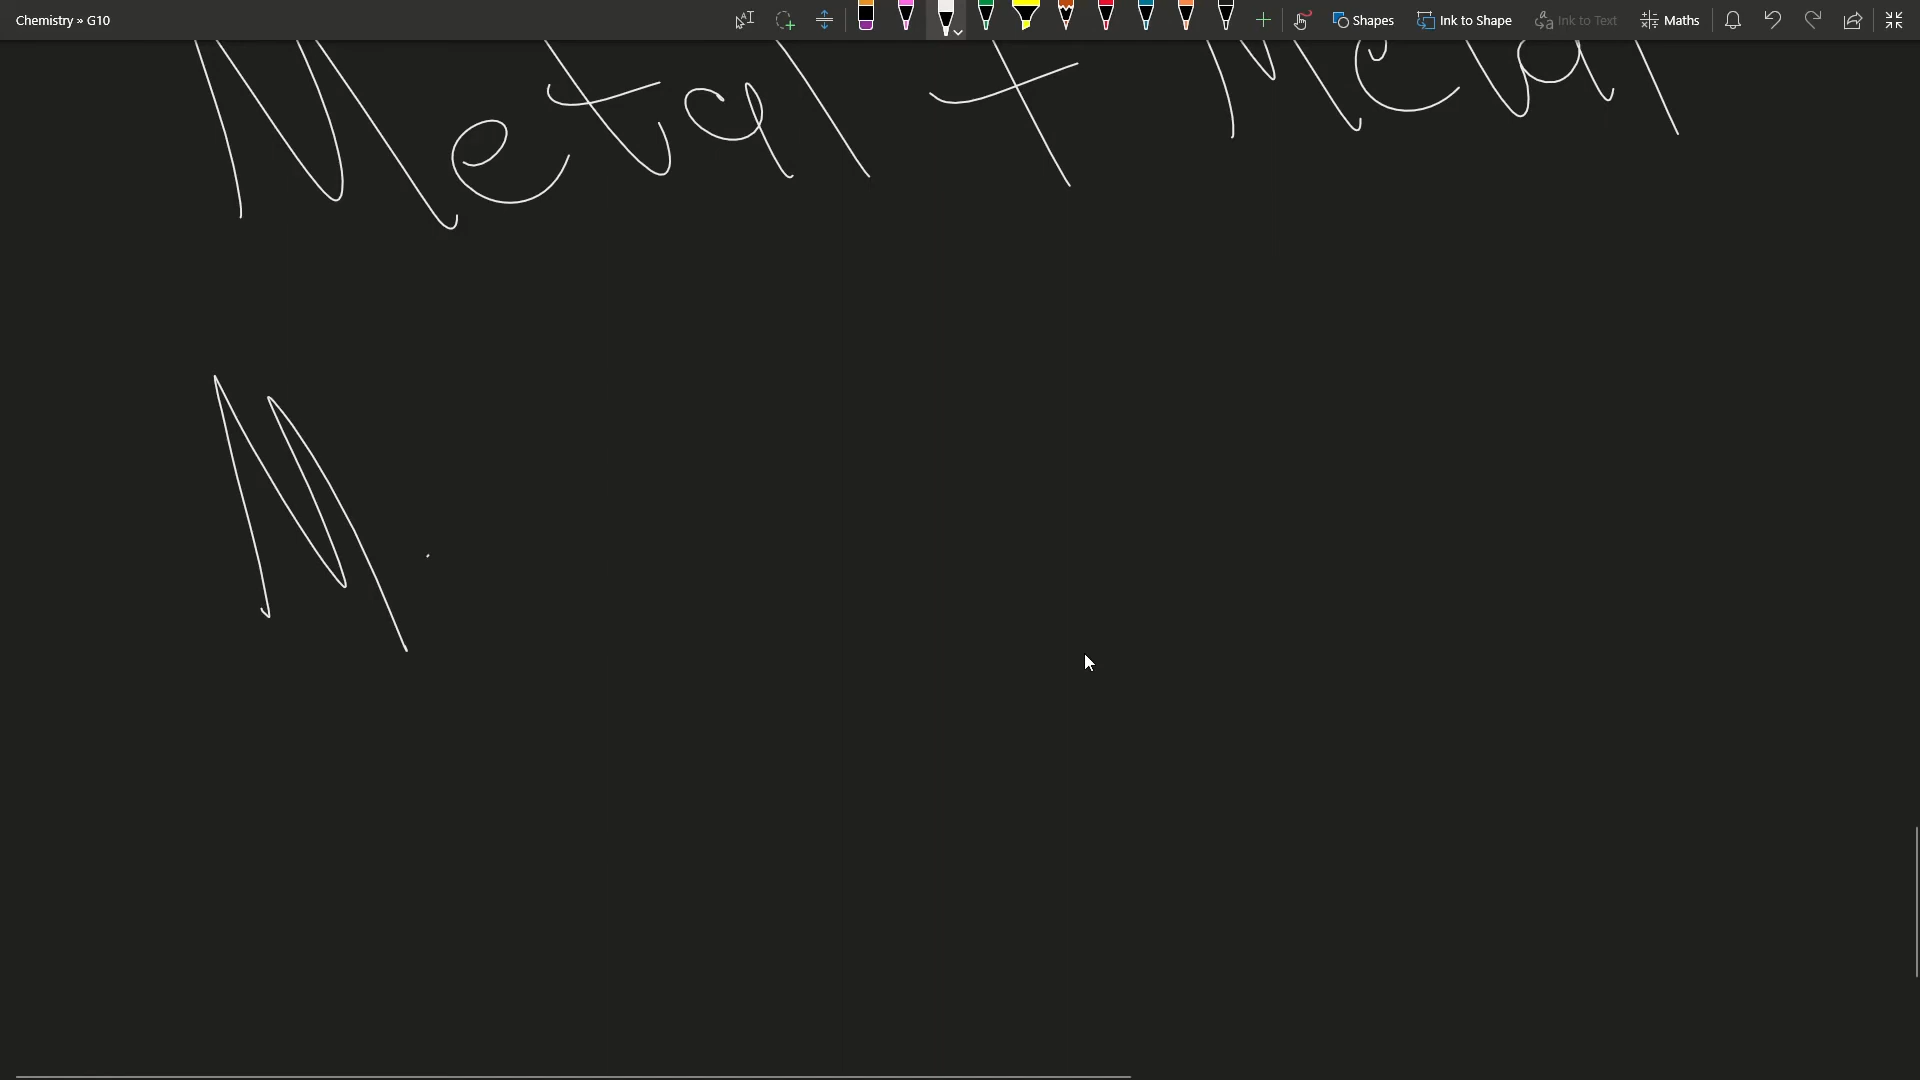 Chemistry » G10
Shapes
Ink to Shape
Ink to Text
Maths
Metal + Metal
M